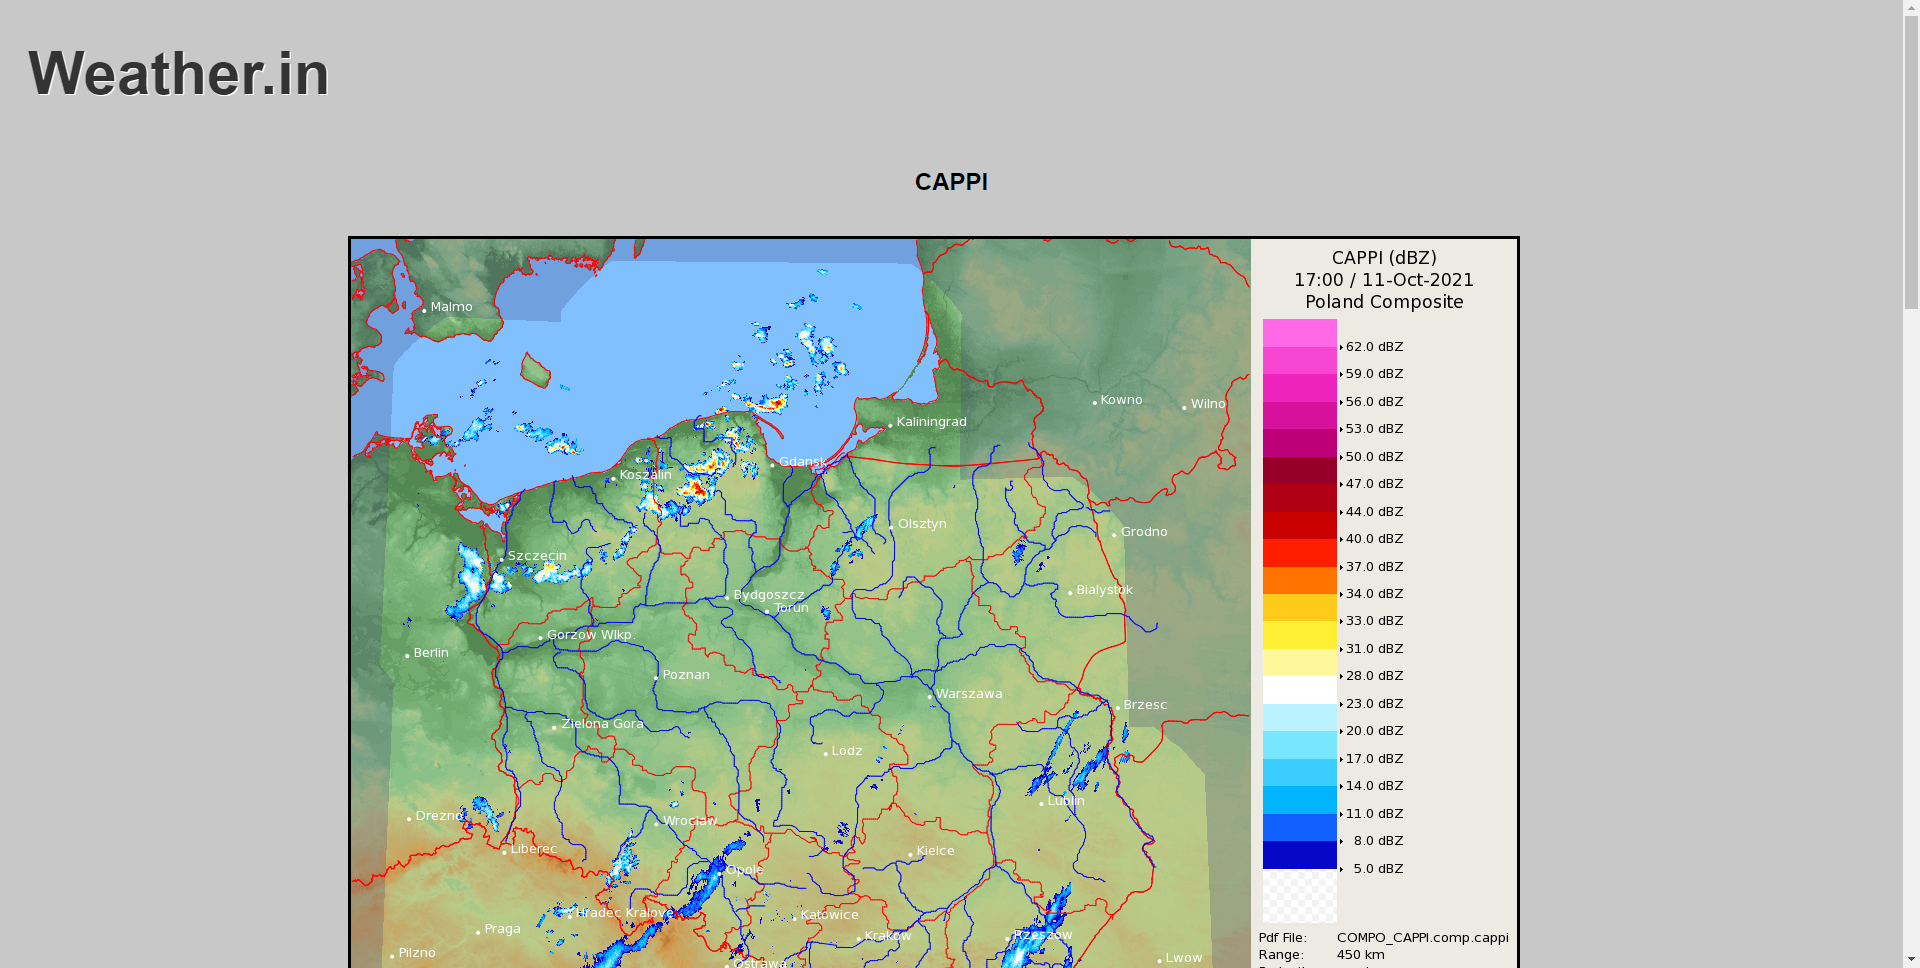 Weather.in
CAPPI
CAPPI (dBZ)
17:00 / 11-Oct-2021
Poland Composite
62.0 dBZ
59.0 dBZ
56.0 dBZ
53.0 dBZ
50.0 dBZ
47.0 dBZ
44.0 dBZ
40.0 dBZ
37.0 dBZ
34.0 dBZ
33.0 dBZ
31.0 dBZ
28.0 dBZ
23.0 dBZ
20.0 dBZ
17.0 dBZ
14.0 dBZ
11.0 dBZ
8.0 dBZ
5.0 dBZ
Pdf File: COMPO_CAPPI.comp.cappi
Range: 450 km
Malmo
Kowno
Wilno
Kaliningrad
Gdansk
Koszalin
Olsztyn
Grodno
Szczecin
Bialystok
Bydgoszcz
Torun
Gorzow Wlkp.
Berlin
Poznan
Warszawa
Brzesc
Zielona Gora
Lodz
Lublin
Drezno
Wroclaw
Liberec
Kielce
Opole
Hradec Kralove
Katowice
Praga
Krakow
Rzeszow
Pilzno
Ostrawa
Lwow